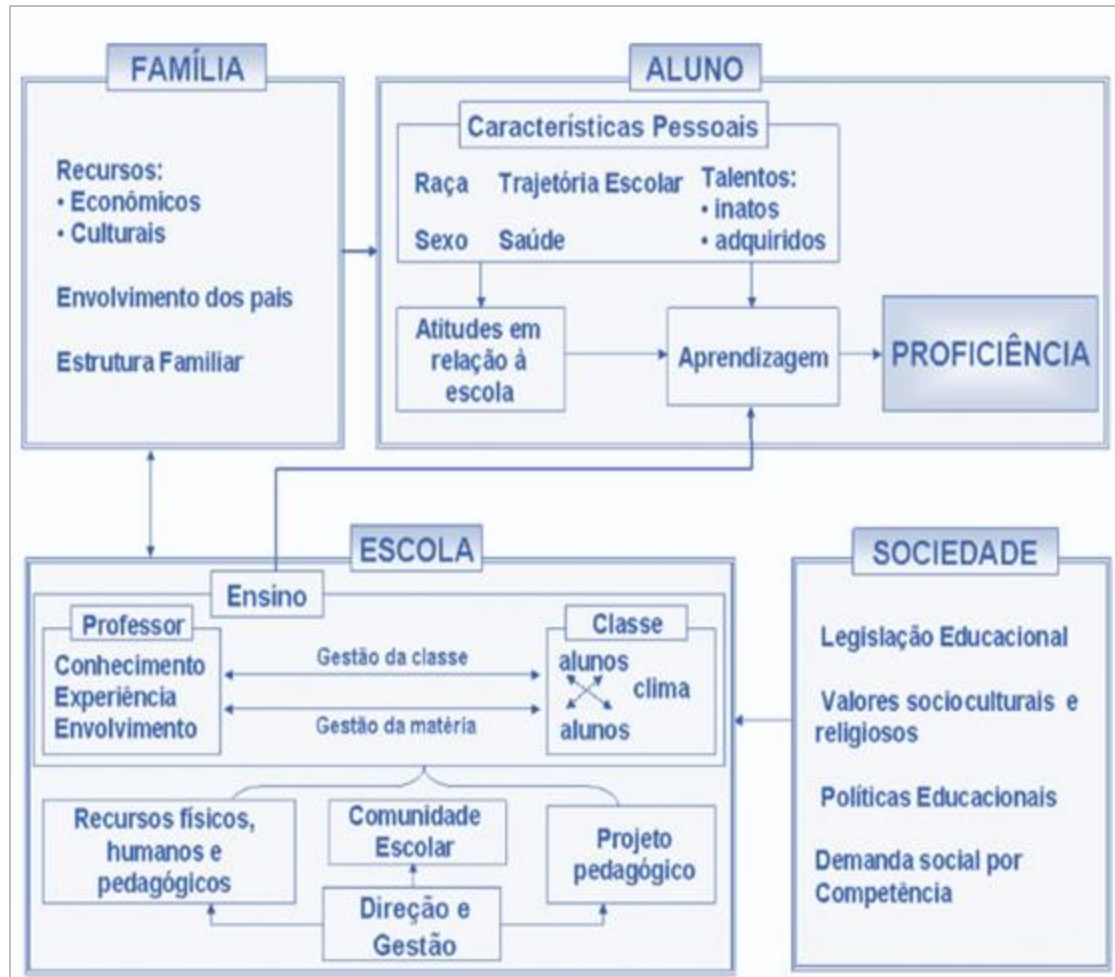 FAMÍLIA
Recursos:
• Econômicos
• Culturais
Envolvimento dos pais
Estrutura Familiar
ALUNO
Características Pessoais
Raça Trajetória Escolar Talentos:
• inatos
Sexo Saúde • adquiridos
Atitudes em
relação à
escola
Aprendizagem
PROFICIÊNCIA
ESCOLA
Ensino
Professor
Conhecimento
Experiência
Envolvimento
Gestão da classe
Gestão da matéria
Classe
alunos
clima
alunos
Recursos físicos,
humanos e
pedagógicos
Comunidade
Escolar
Projeto
pedagógico
Direção e
Gestão
SOCIEDADE
Legislação Educacional
Valores socioculturais e
religiosos
Políticas Educacionais
Demanda social por
Competência